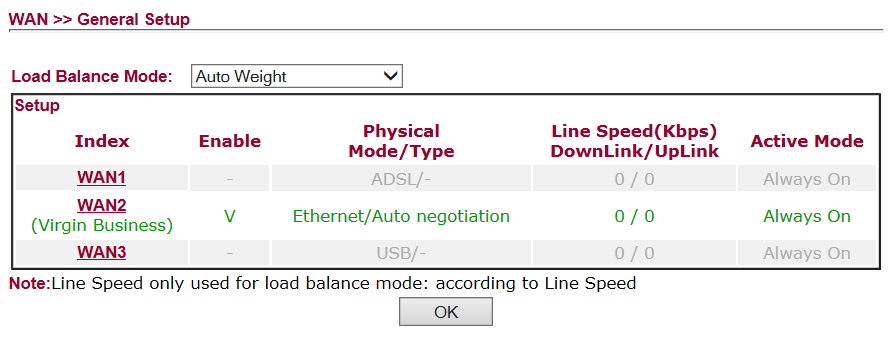 WAN >> General Setup
Load Balance Mode: Auto Weight
Setup
Index Enable Physical Mode/Type Line Speed(Kbps) DownLink/UpLink Active Mode
WAN1 - ADSL/- 0 / 0 Always On
WAN2 (Virgin Business) V Ethernet/Auto negotiation 0 / 0 Always On
WAN3 - USB/- 0 / 0 Always On
Note:Line Speed only used for load balance mode: according to Line Speed
OK